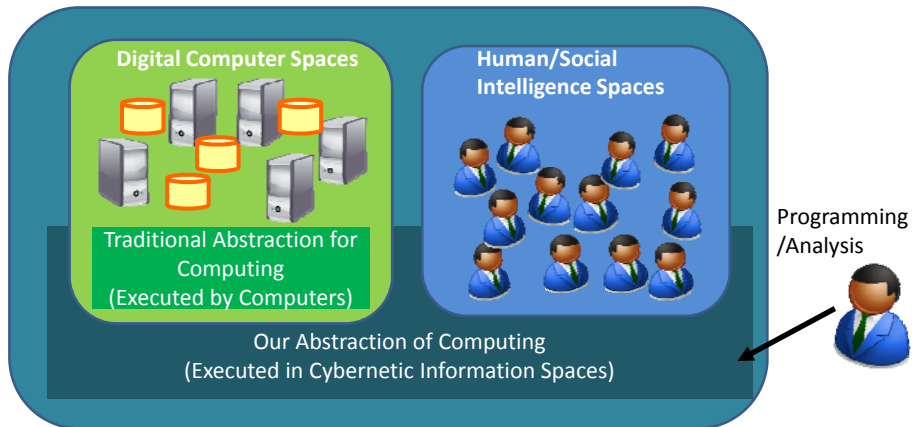 Digital Computer Spaces
Human/Social
Intelligence Spaces
Traditional Abstraction for
Computing
(Executed by Computers)
Our Abstraction of Computing
(Executed in Cybernetic Information Spaces)
Programming
/Analysis